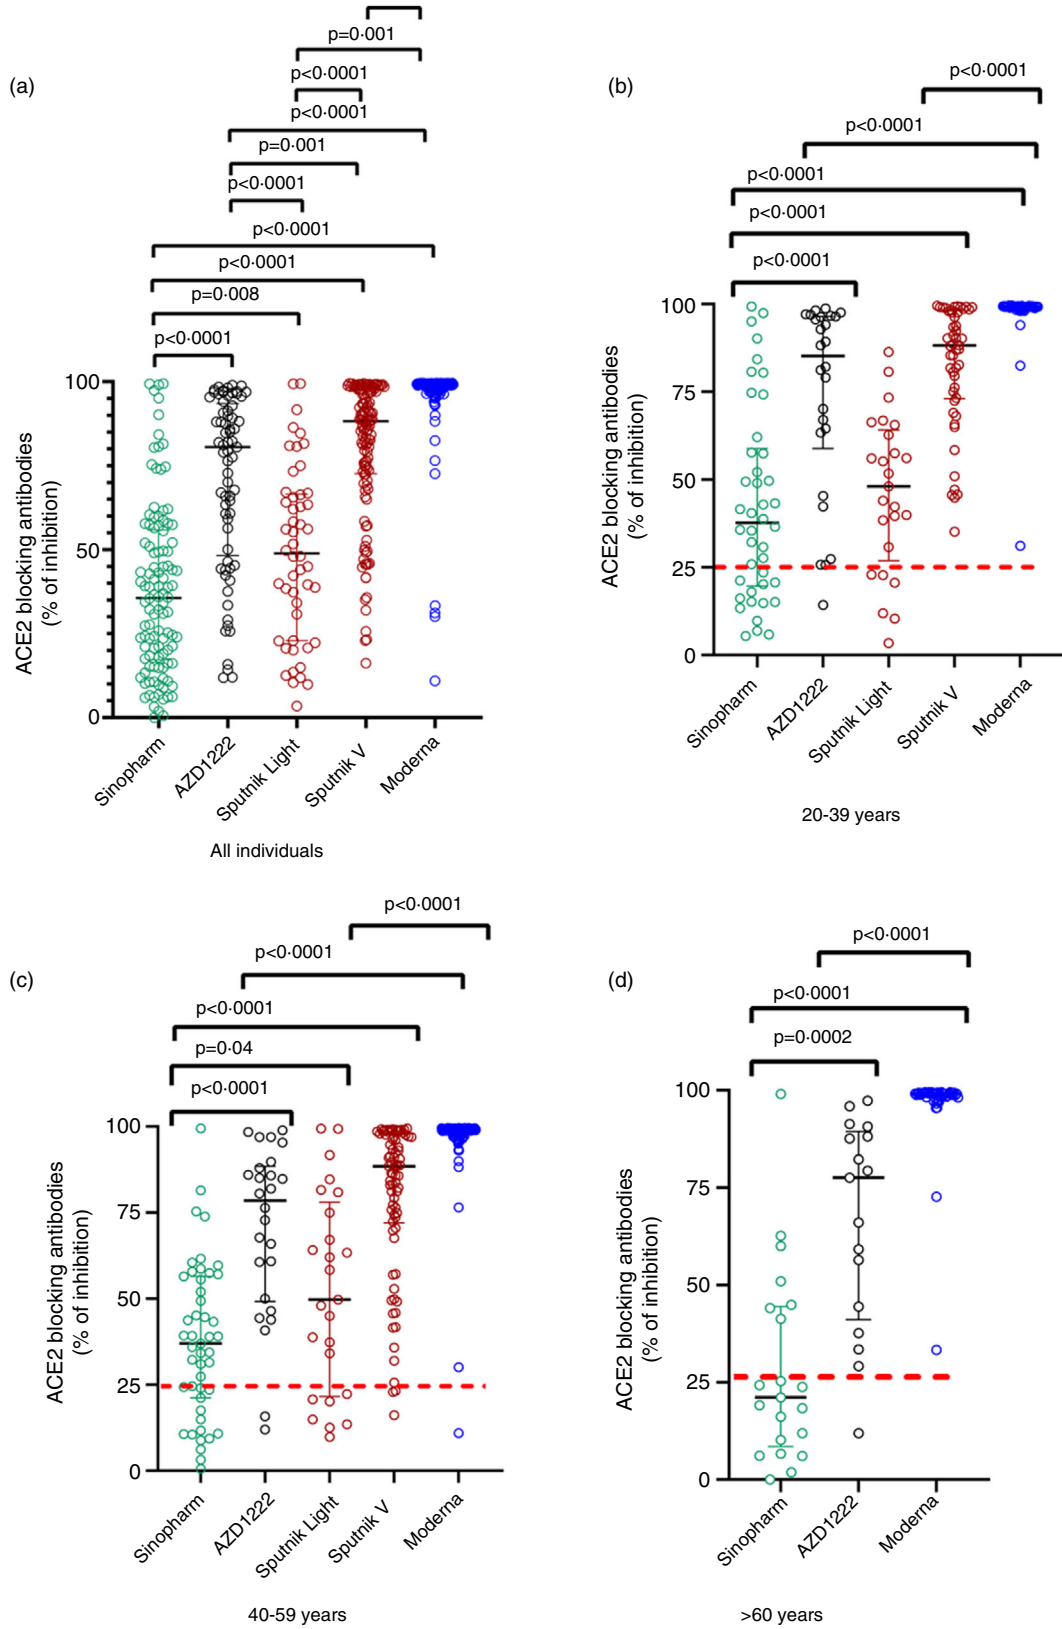 p=0·001
(a)
p<0·0001
p<0·0001
p=0·001
p<0·0001
p<0·0001
p<0·0001
p=0·008
p<0·0001
ACE2 blocking antibodies
(% of inhibition)
100
50
0
Sinopharm
AZD1222
Sputnik Light
Sputnik V
Moderna
All individuals
(b)
p<0·0001
p<0·0001
p<0·0001
p<0·0001
p<0·0001
ACE2 blocking antibodies
(% of inhibition)
100
75
50
25
0
Sinopharm
AZD1222
Sputnik Light
Sputnik V
Moderna
20-39 years
(c)
p<0·0001
p<0·0001
p<0·0001
p=0·04
p<0·0001
ACE2 blocking antibodies
(% of inhibition)
100
75
50
25
0
Sinopharm
AZD1222
Sputnik Light
Sputnik V
Moderna
40-59 years
(d)
p<0·0001
p<0·0001
p=0·0002
ACE2 blocking antibodies
(% of inhibition)
100
75
50
25
0
Sinopharm
AZD1222
Moderna
>60 years